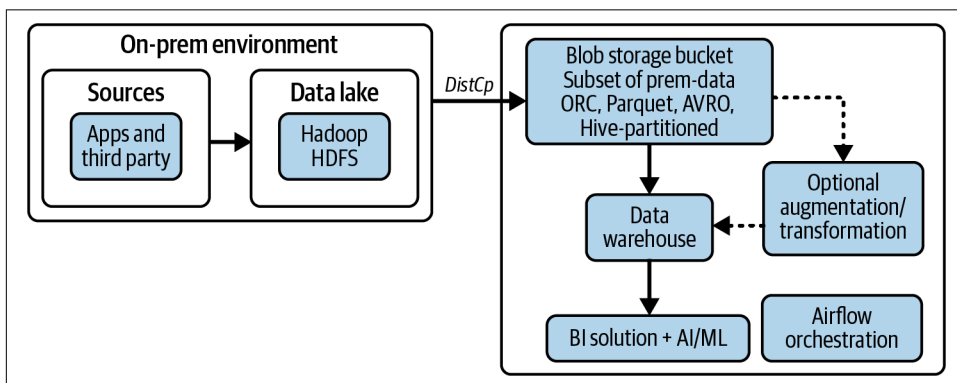 On-prem environment
Sources
Apps and
third party
Data lake
Hadoop
HDFS
DistCp
Blob storage bucket
Subset of prem-data
ORC, Parquet, AVRO,
Hive-partitioned
Optional
augmentation/
transformation
Data
warehouse
BI solution + AI/ML
Airflow
orchestration